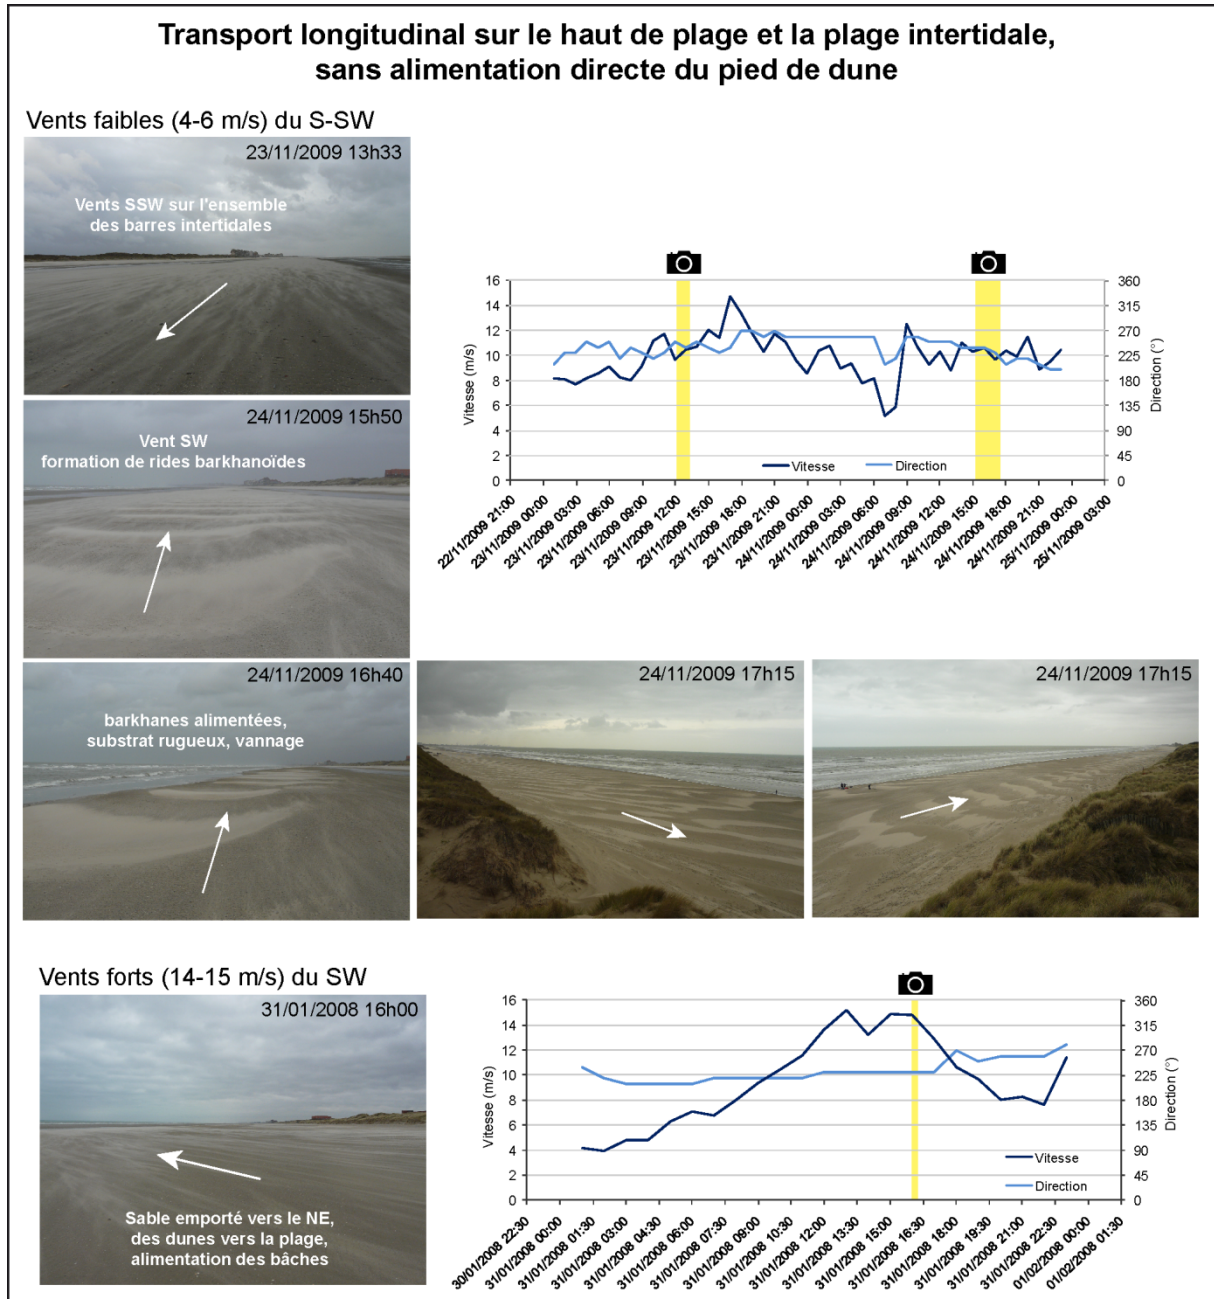 Transport longitudinal sur le haut de plage et la plage intertidale,
sans alimentation directe du pied de dune
Vents faibles (4-6 m/s) du S-SW
23/11/2009 13h33
Vents SSW sur l'ensemble
des barres intertidales
24/11/2009 15h50
Vent SW
formation de rides barkhanoïdes
16
14
12
10
8
6
4
2
0
Vitesse (m/s)
360
315
270
225
180
135
90
45
0
Direction (°)
Vitesse
Direction
22/11/2009 21:00
23/11/2009 00:00
23/11/2009 03:00
23/11/2009 06:00
23/11/2009 09:00
23/11/2009 12:00
23/11/2009 15:00
23/11/2009 18:00
23/11/2009 21:00
24/11/2009 00:00
24/11/2009 03:00
24/11/2009 06:00
24/11/2009 09:00
24/11/2009 12:00
24/11/2009 15:00
24/11/2009 18:00
24/11/2009 21:00
25/11/2009 00:00
25/11/2009 03:00
24/11/2009 16h40
barkhanes alimentées,
substrat rugueux, vannage
24/11/2009 17h15
24/11/2009 17h15
Vents forts (14-15 m/s) du SW
31/01/2008 16h00
Sable emporté vers le NE,
des dunes vers la plage,
alimentation des bâches
16
14
12
10
8
6
4
2
0
Vitesse (m/s)
360
315
270
225
180
135
90
45
0
Direction (°)
Vitesse
Direction
30/01/2008 22:30
31/01/2008 00:00
31/01/2008 01:30
31/01/2008 03:00
31/01/2008 04:30
31/01/2008 06:00
31/01/2008 07:30
31/01/2008 09:00
31/01/2008 10:30
31/01/2008 12:00
31/01/2008 13:30
31/01/2008 15:00
31/01/2008 16:30
31/01/2008 18:00
31/01/2008 19:30
31/01/2008 21:00
31/01/2008 22:30
01/02/2008 00:00
01/02/2008 01:30